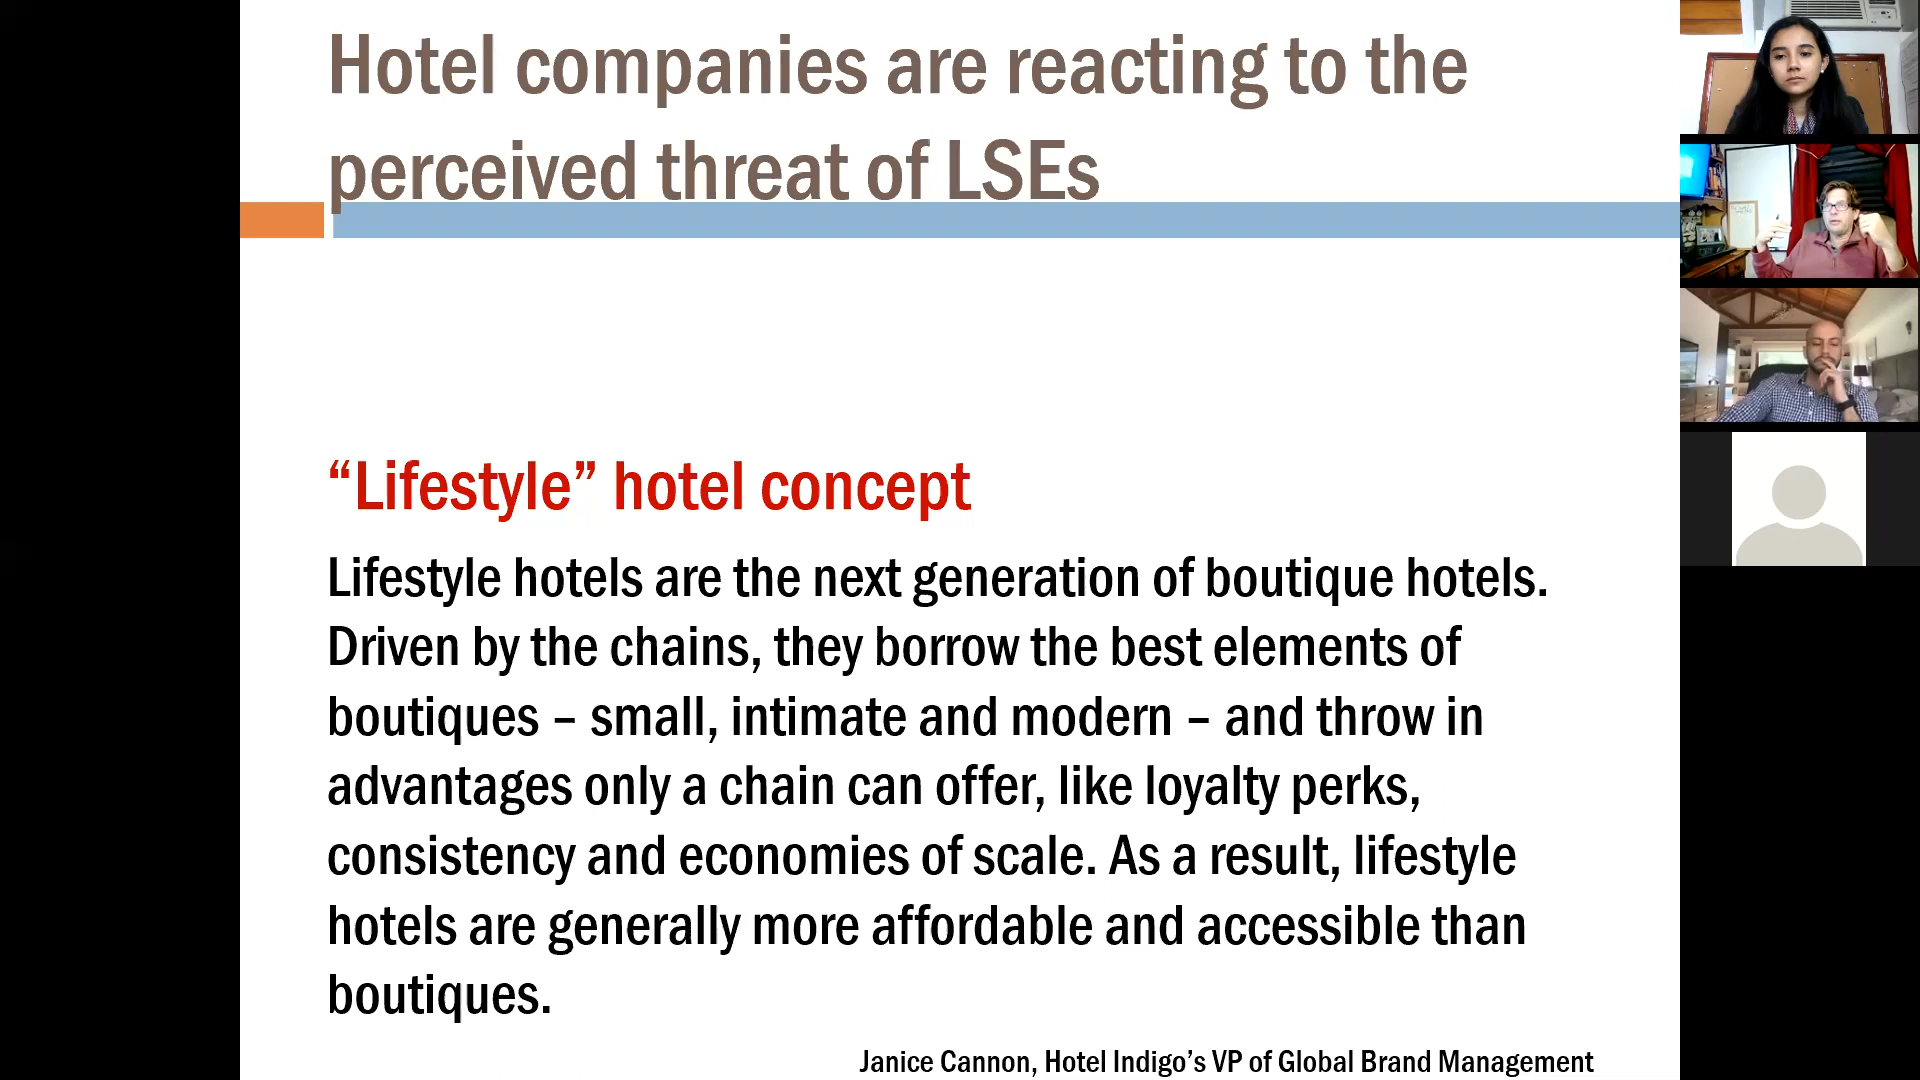 Hotel companies are reacting to the
perceived threat of LSEs
“Lifestyle” hotel concept
Lifestyle hotels are the next generation of boutique hotels.
Driven by the chains, they borrow the best elements of
boutiques – small, intimate and modern – and throw in
advantages only a chain can offer, like loyalty perks,
consistency and economies of scale. As a result, lifestyle
hotels are generally more affordable and accessible than
boutiques.
Janice Cannon, Hotel Indigo’s VP of Global Brand Management